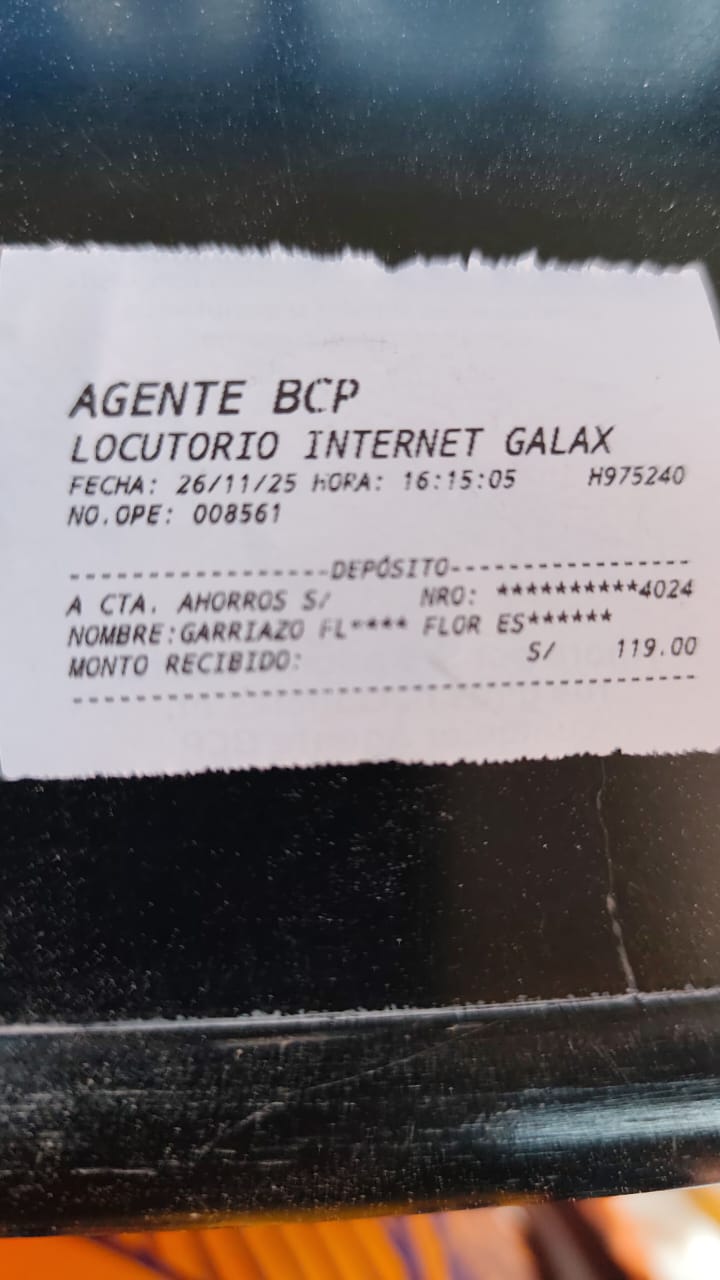 AGENTE BCP
LOCUTORIO INTERNET GALAX
FECHA: 26/11/25 HORA: 16:15:05 H975240
NO.OPE: 008561
-----------------DEPÓSITO----------------
A CTA. AHORROS S/ NRO: **********4024
NOMBRE:GARRIAZO FL**** FLOR ES******
MONTO RECIBIDO: S/ 119.00